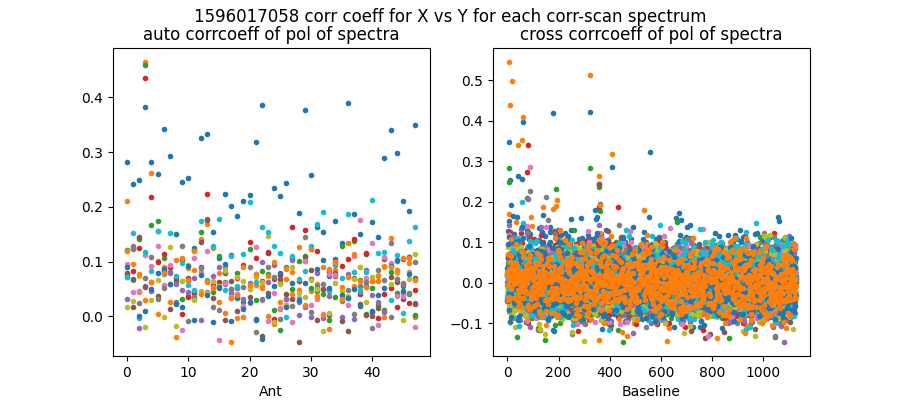 1596017058 corr coeff for X vs Y for each corr-scan spectrum
auto corrcoeff of pol of spectra
cross corrcoeff of pol of spectra
0.4
0.3
0.2
0.1
0.0
0 10 20 30 40
Ant
0.5
0.4
0.3
0.2
0.1
0.0
−0.1
0 200 400 600 800 1000
Baseline